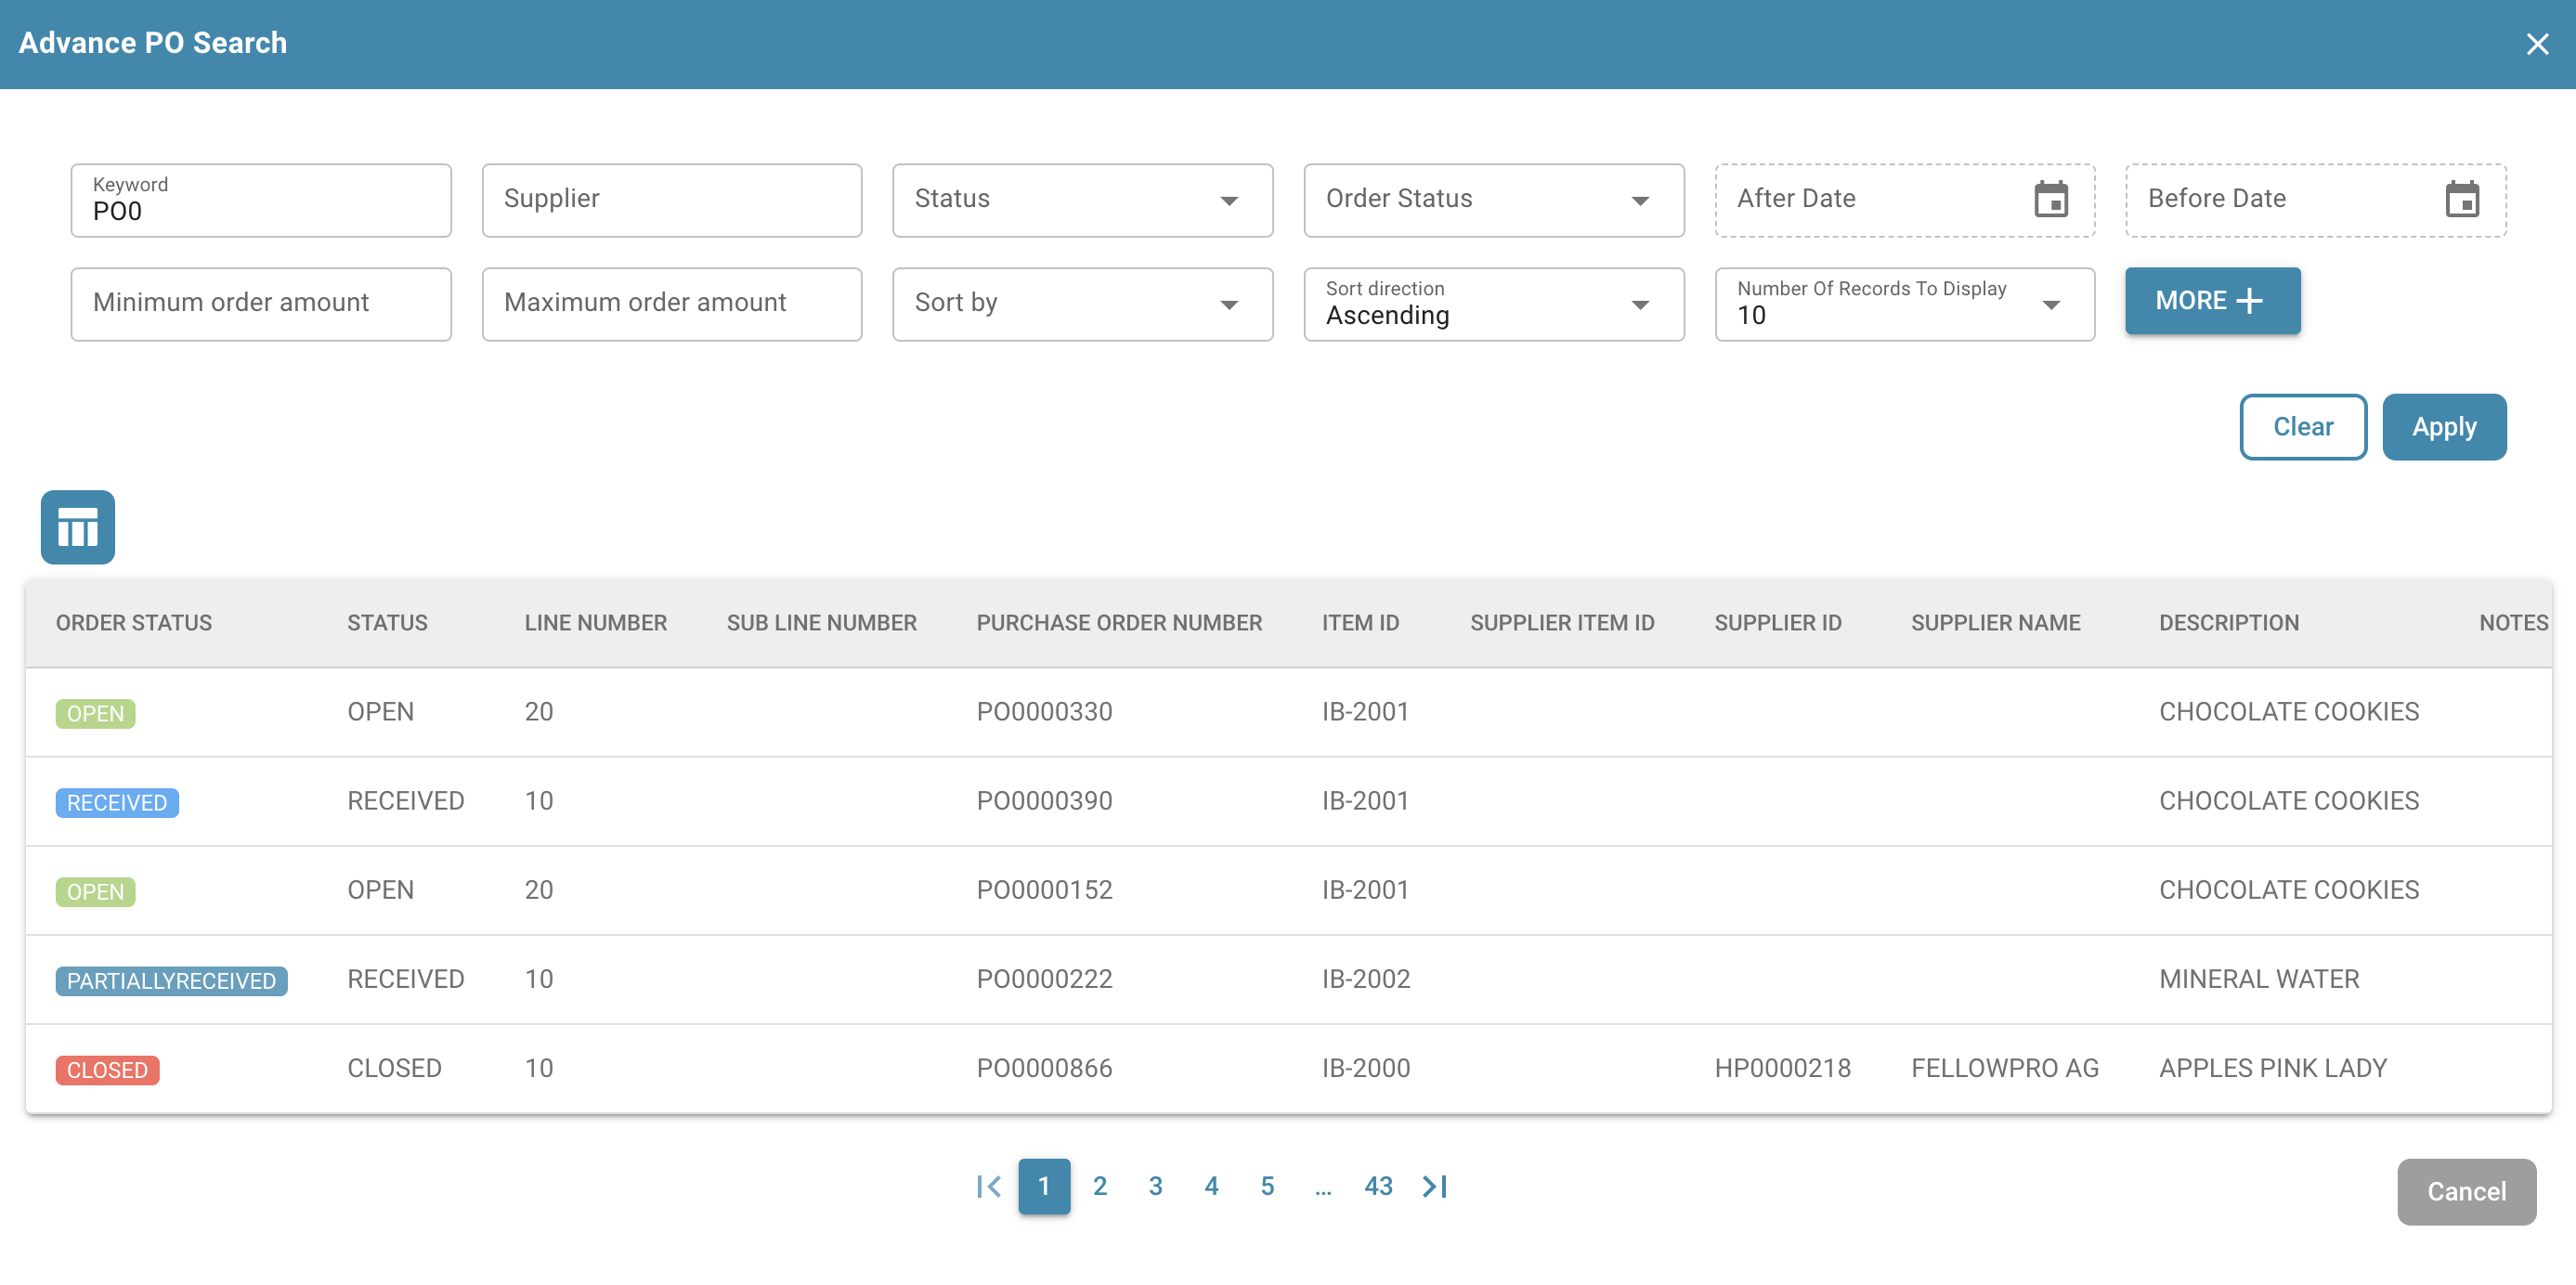 Advance PO Search
Keyword
PO0
Supplier
Status
Order Status
After Date
Before Date
Minimum order amount
Maximum order amount
Sort by
Sort direction
Ascending
Number Of Records To Display
10
MORE
Clear
Apply
ORDER STATUS STATUS LINE NUMBER SUB LINE NUMBER PURCHASE ORDER NUMBER ITEM ID SUPPLIER ITEM ID SUPPLIER ID SUPPLIER NAME DESCRIPTION NOTES
OPEN OPEN 20 PO0000330 IB-2001 CHOCOLATE COOKIES
RECEIVED RECEIVED 10 PO0000390 IB-2001 CHOCOLATE COOKIES
OPEN OPEN 20 PO0000152 IB-2001 CHOCOLATE COOKIES
PARTIALLYRECEIVED RECEIVED 10 PO0000222 IB-2002 MINERAL WATER
CLOSED CLOSED 10 PO0000866 IB-2000 HP0000218 FELLOWPRO AG APPLES PINK LADY
1 2 3 4 5 ... 43
Cancel